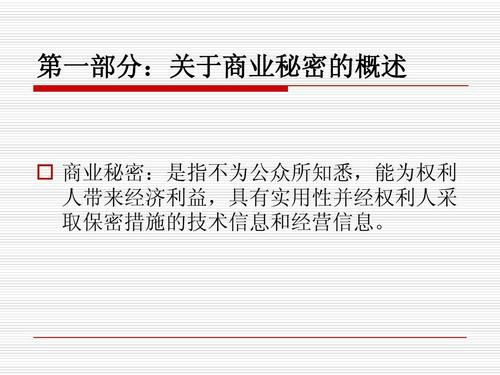 第一部分：关于商业秘密的概述
商业秘密：是指不为公众所知悉，能为权利
人带来经济利益，具有实用性并经权利人采
取保密措施的技术信息和经营信息。